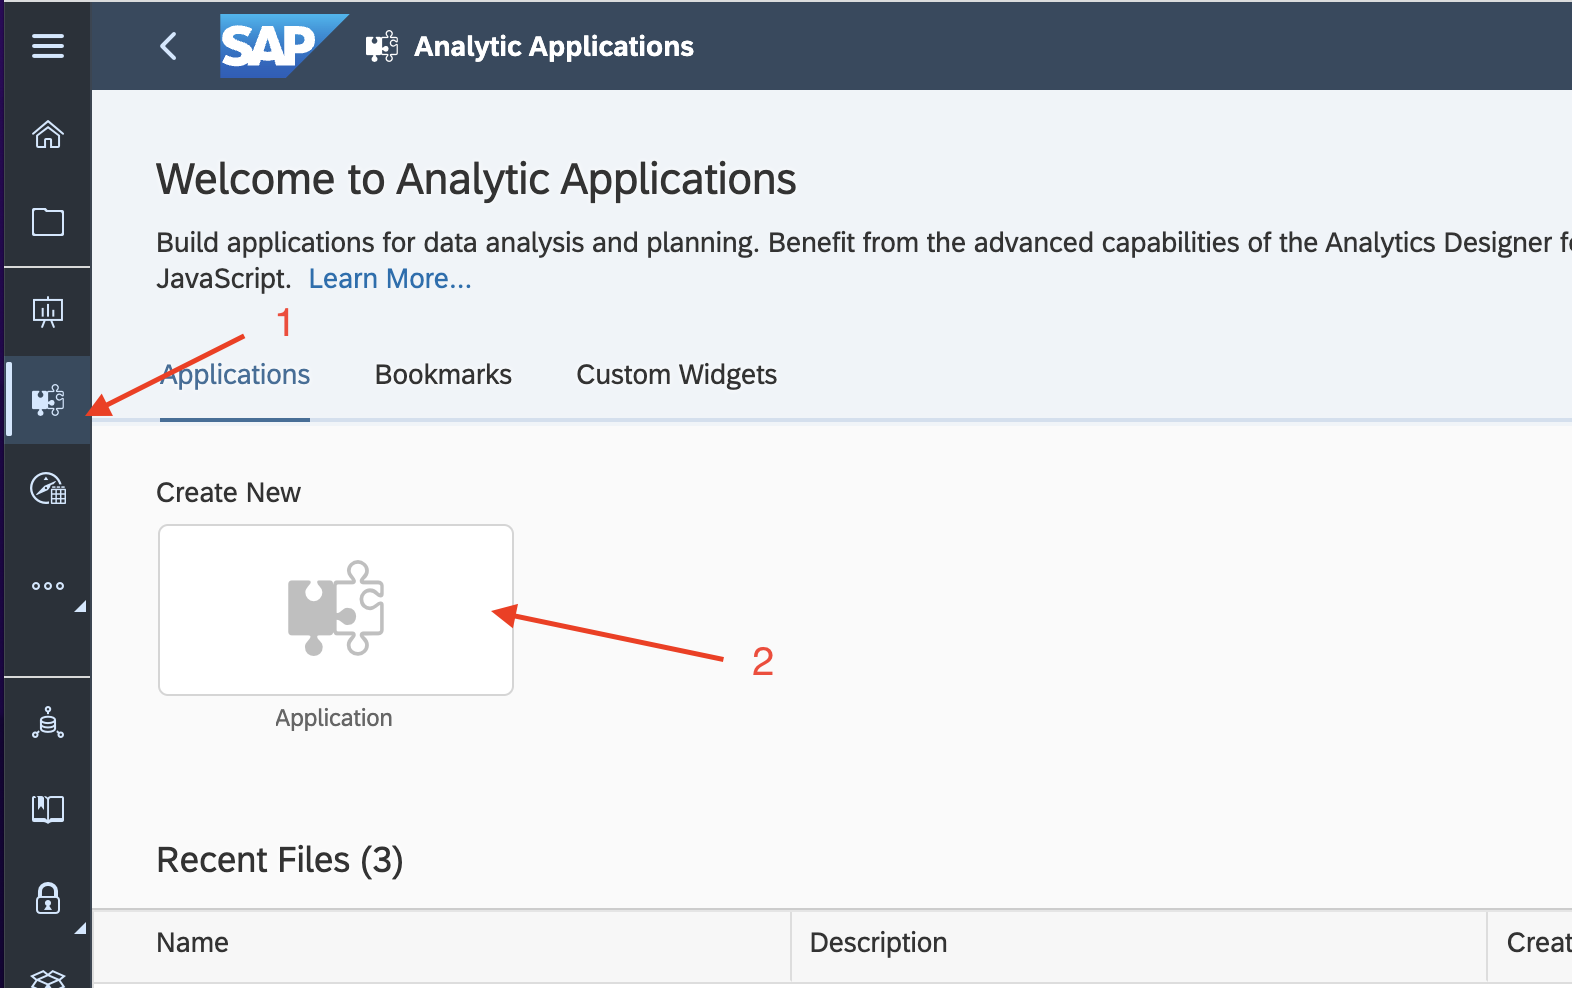 SAP Analytic Applications
Welcome to Analytic Applications
Build applications for data analysis and planning. Benefit from the advanced capabilities of the Analytics Designer
JavaScript. Learn More...
1
Applications Bookmarks Custom Widgets
Create New
2
Application
Recent Files (3)
Name Description Creat